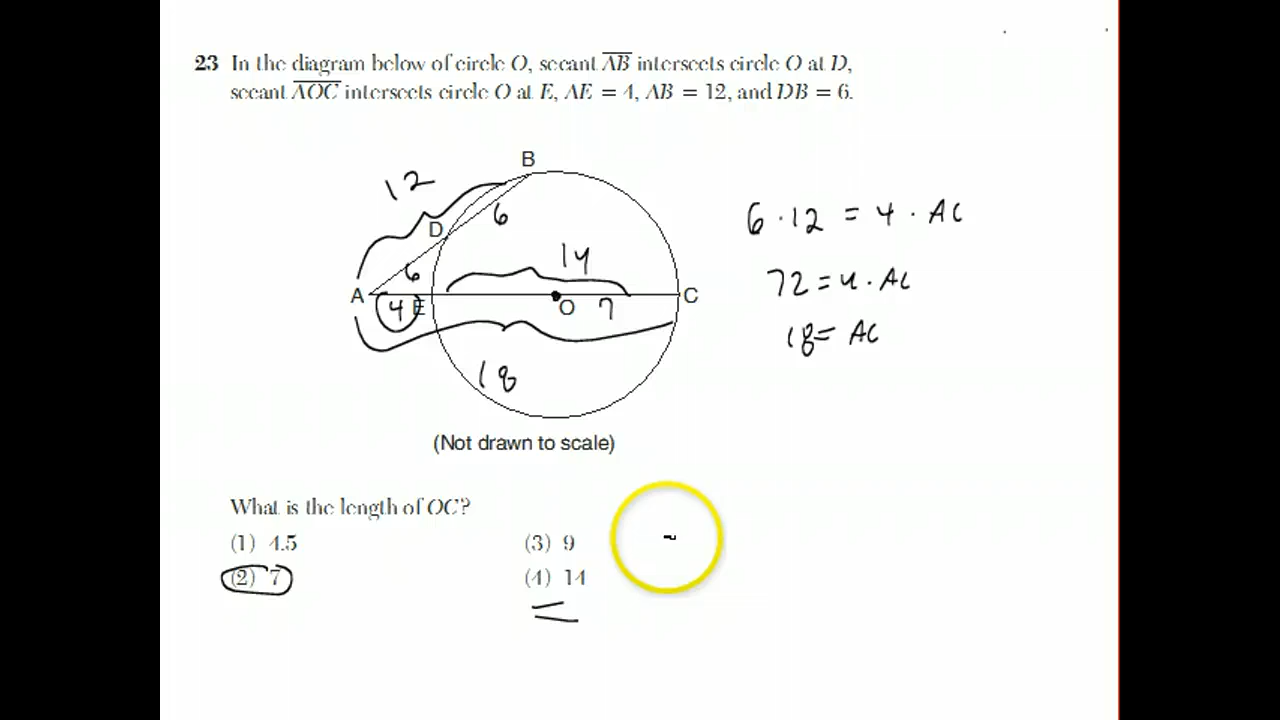 23 In the diagram below of circle O, secant AB intersects circle O at D,
secant AOC intersects circle O at E, AE = 4, AB = 12, and DB = 6.
B
12
6
D
14
6
A
4
E
O
7
C
18
6 · 12 = 4 · AC
72 = 4 · AC
18 = AC
(Not drawn to scale)
What is the length of OC?
(1) 4.5
(3) 9
(2) 7
(4) 14